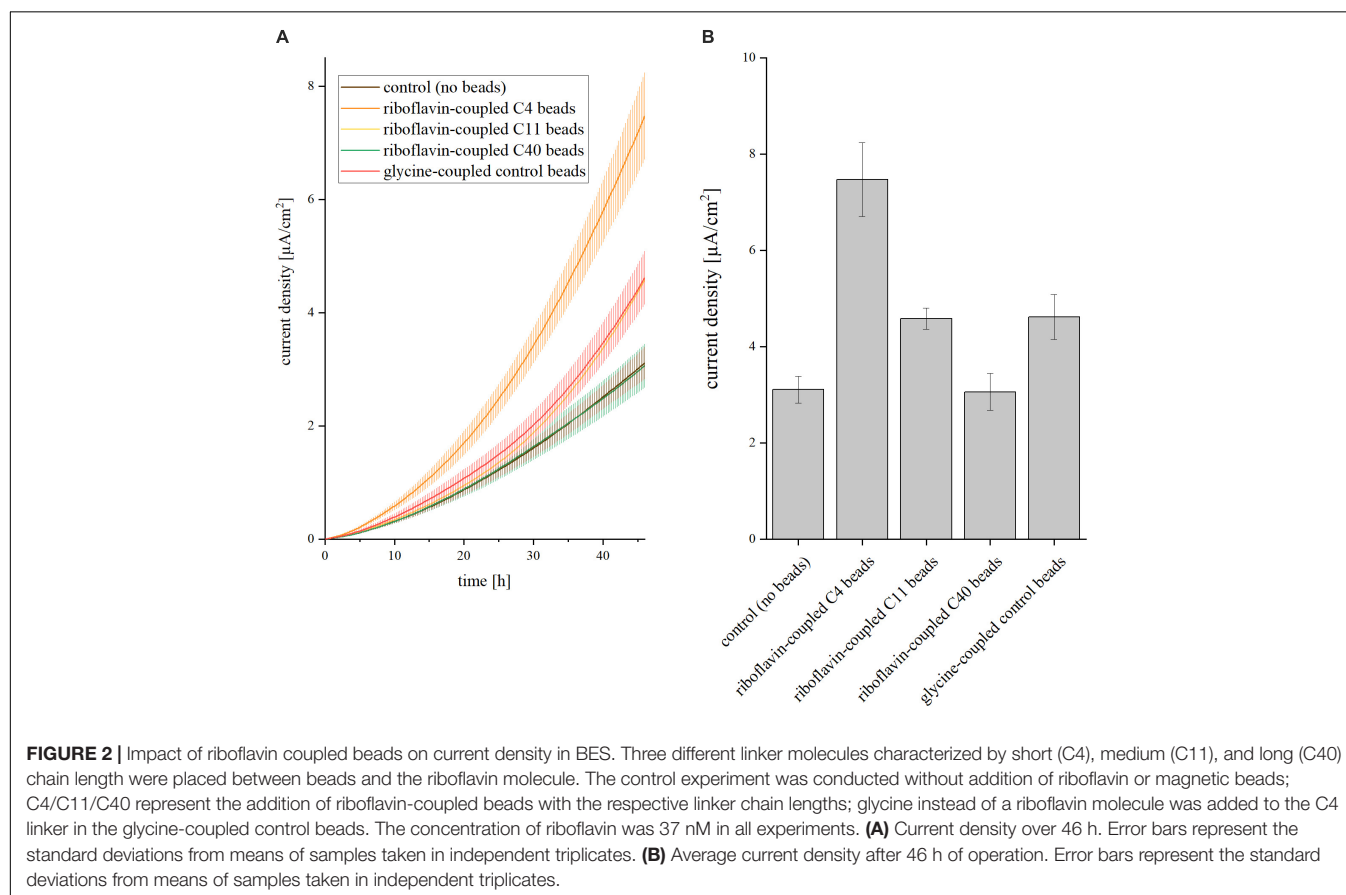 A
8
6
4
2
0
current density [µA/cm²]
control (no beads)
riboflavin-coupled C4 beads
riboflavin-coupled C11 beads
riboflavin-coupled C40 beads
glycine-coupled control beads
0 10 20 30 40
time [h]
B
10
8
6
4
2
0
current density [µA/cm²]
control (no beads)
riboflavin-coupled C4 beads
riboflavin-coupled C11 beads
riboflavin-coupled C40 beads
glycine-coupled control beads
FIGURE 2 | Impact of riboflavin coupled beads on current density in BES. Three different linker molecules characterized by short (C4), medium (C11), and long (C40)
chain length were placed between beads and the riboflavin molecule. The control experiment was conducted without addition of riboflavin or magnetic beads;
C4/C11/C40 represent the addition of riboflavin-coupled beads with the respective linker chain lengths; glycine instead of a riboflavin molecule was added to the C4
linker in the glycine-coupled control beads. The concentration of riboflavin was 37 nM in all experiments. (A) Current density over 46 h. Error bars represent the
standard deviations from means of samples taken in independent triplicates. (B) Average current density after 46 h of operation. Error bars represent the standard
deviations from means of samples taken in independent triplicates.